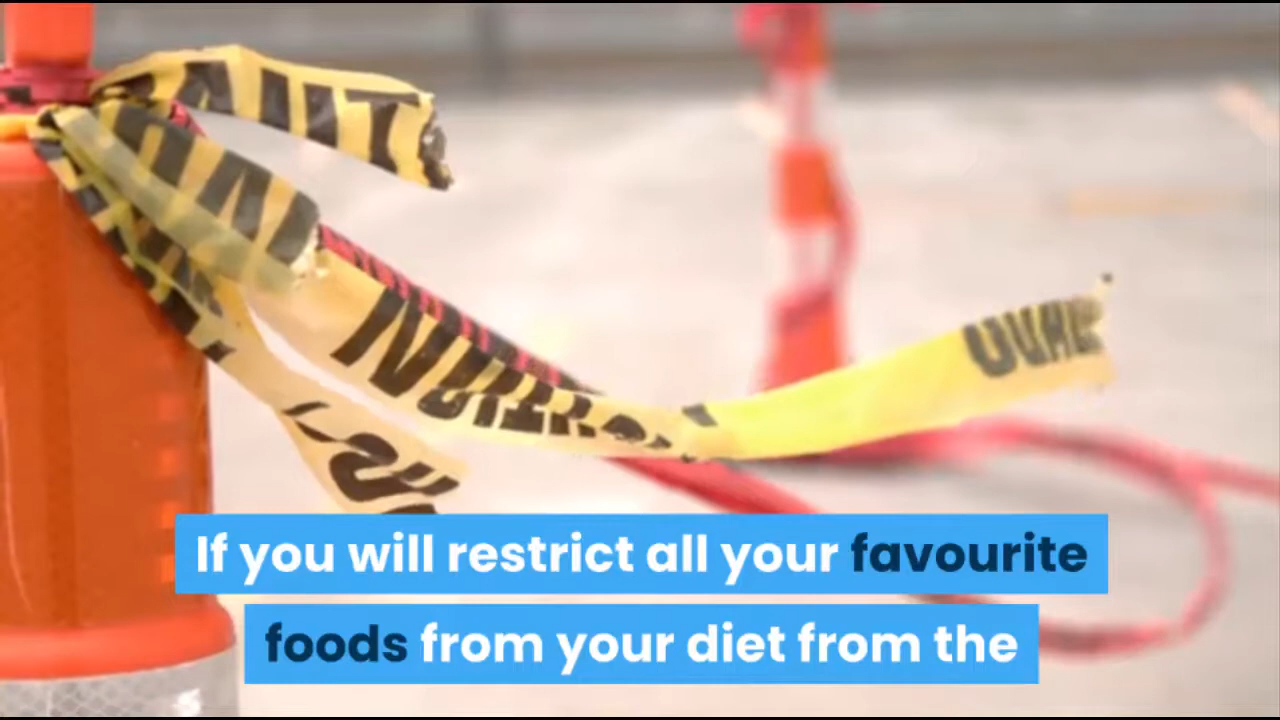 If you will restrict all your favourite
foods from your diet from the